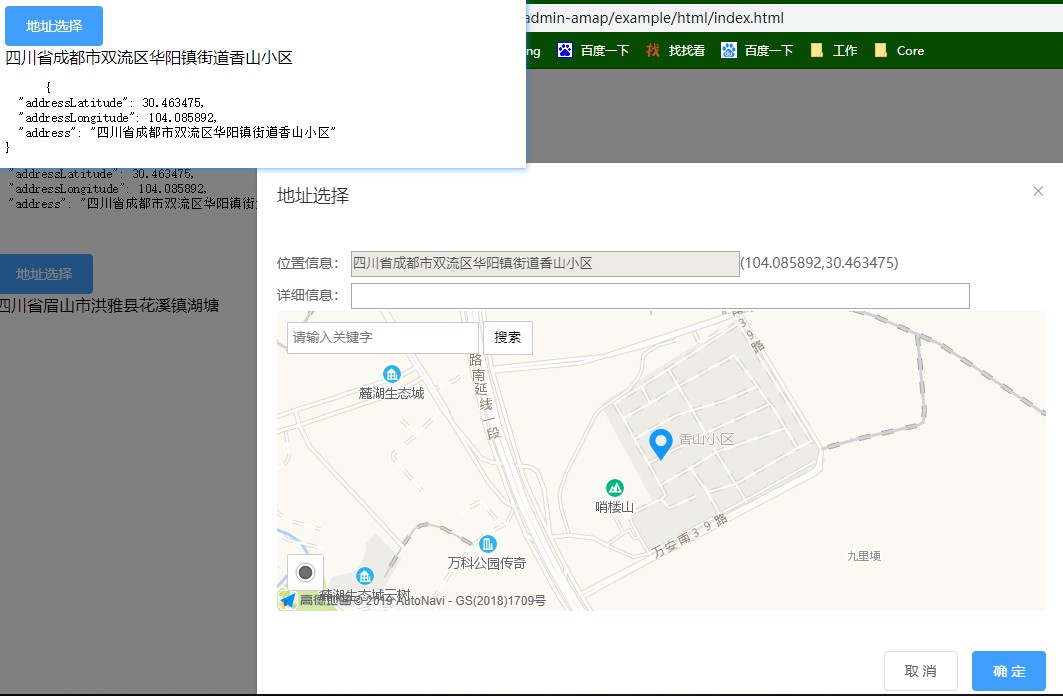 地址选择
四川省成都市双流区华阳镇街道香山小区
{
"addressLatitude": 30.463475,
"addressLongitude": 104.085892,
"address": "四川省成都市双流区华阳镇街道香山小区"
}
admin-amap/example/html/index.html
ng 百度一下 找找看 百度一下 工作 Core
"addressLatitude": 30.463475,
"addressLongitude": 104.085892,
"address": "四川省成都市双流区华阳镇街
地址选择
四川省眉山市洪雅县花溪镇湖塘
地址选择
位置信息: 四川省成都市双流区华阳镇街道香山小区 (104.085892,30.463475)
详细信息:
请输入关键字 搜索
路南延线一段
39路
麓湖生态城
香山小区
哨楼山
万安南39路
万科公园传奇
九里埂
麓湖生态城云树
高德地图 © 2019 AutoNavi - GS(2018)1709号
取 消 确 定